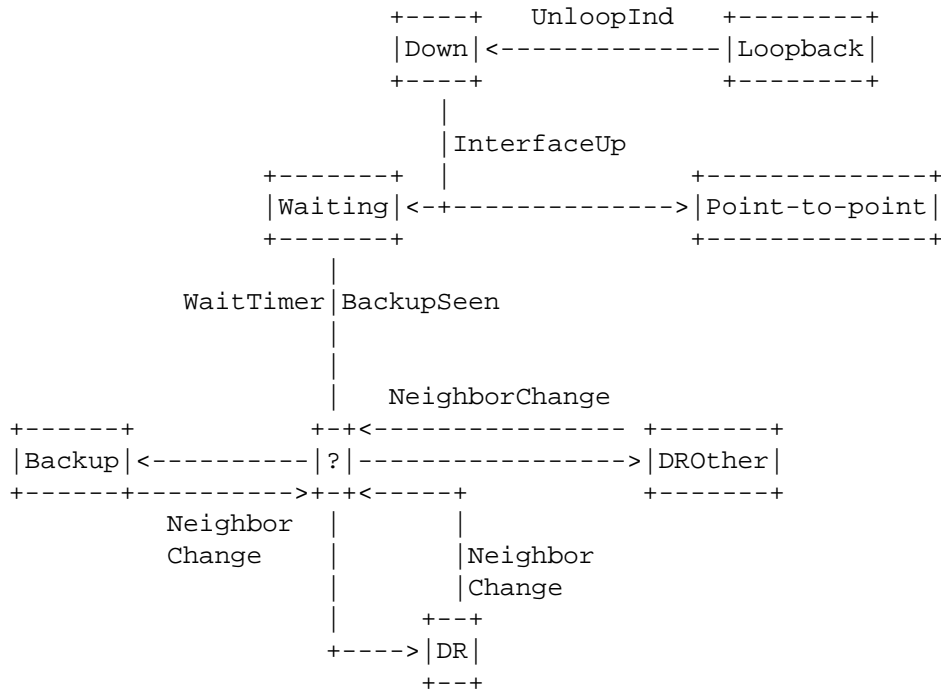 UnloopInd
Down Loopback
InterfaceUp
Waiting Point-to-point
WaitTimer BackupSeen
NeighborChange
Backup ? DROther
Neighbor
Change Neighbor
Change
DR